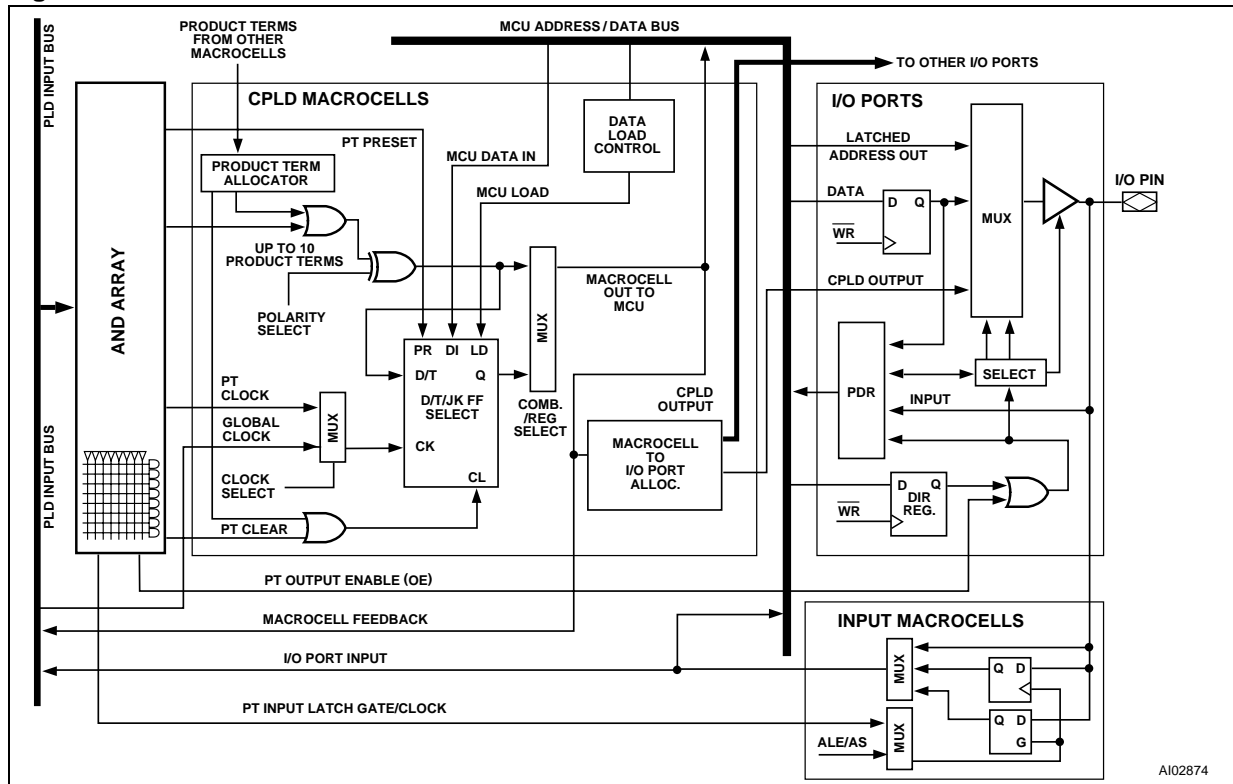 PLD INPUT BUS
PRODUCT TERMS
FROM OTHER
MACROCELLS
MCU ADDRESS / DATA BUS
TO OTHER I/O PORTS
CPLD MACROCELLS
I/O PORTS
AND ARRAY
PT PRESET
MCU DATA IN
DATA
LOAD
CONTROL
MCU LOAD
PRODUCT TERM
ALLOCATOR
UP TO 10
PRODUCT TERMS
POLARITY
SELECT
MUX
MACROCELL
OUT TO
MCU
PR DI LD
D/T Q
D/T/JK FF
SELECT
CK
CL
COMB.
/REG
SELECT
PT
CLOCK
GLOBAL
CLOCK
MUX
CLOCK
SELECT
PT CLEAR
CPLD
OUTPUT
MACROCELL
TO
I/O PORT
ALLOC.
LATCHED
ADDRESS OUT
DATA
D Q
WR
MUX
I/O PIN
CPLD OUTPUT
PDR
SELECT
INPUT
D Q
DIR
REG.
WR
PLD INPUT BUS
PT OUTPUT ENABLE (OE)
MACROCELL FEEDBACK
I/O PORT INPUT
PT INPUT LATCH GATE/CLOCK
INPUT MACROCELLS
MUX
Q D
Q D
G
MUX
ALE/AS
AI02874